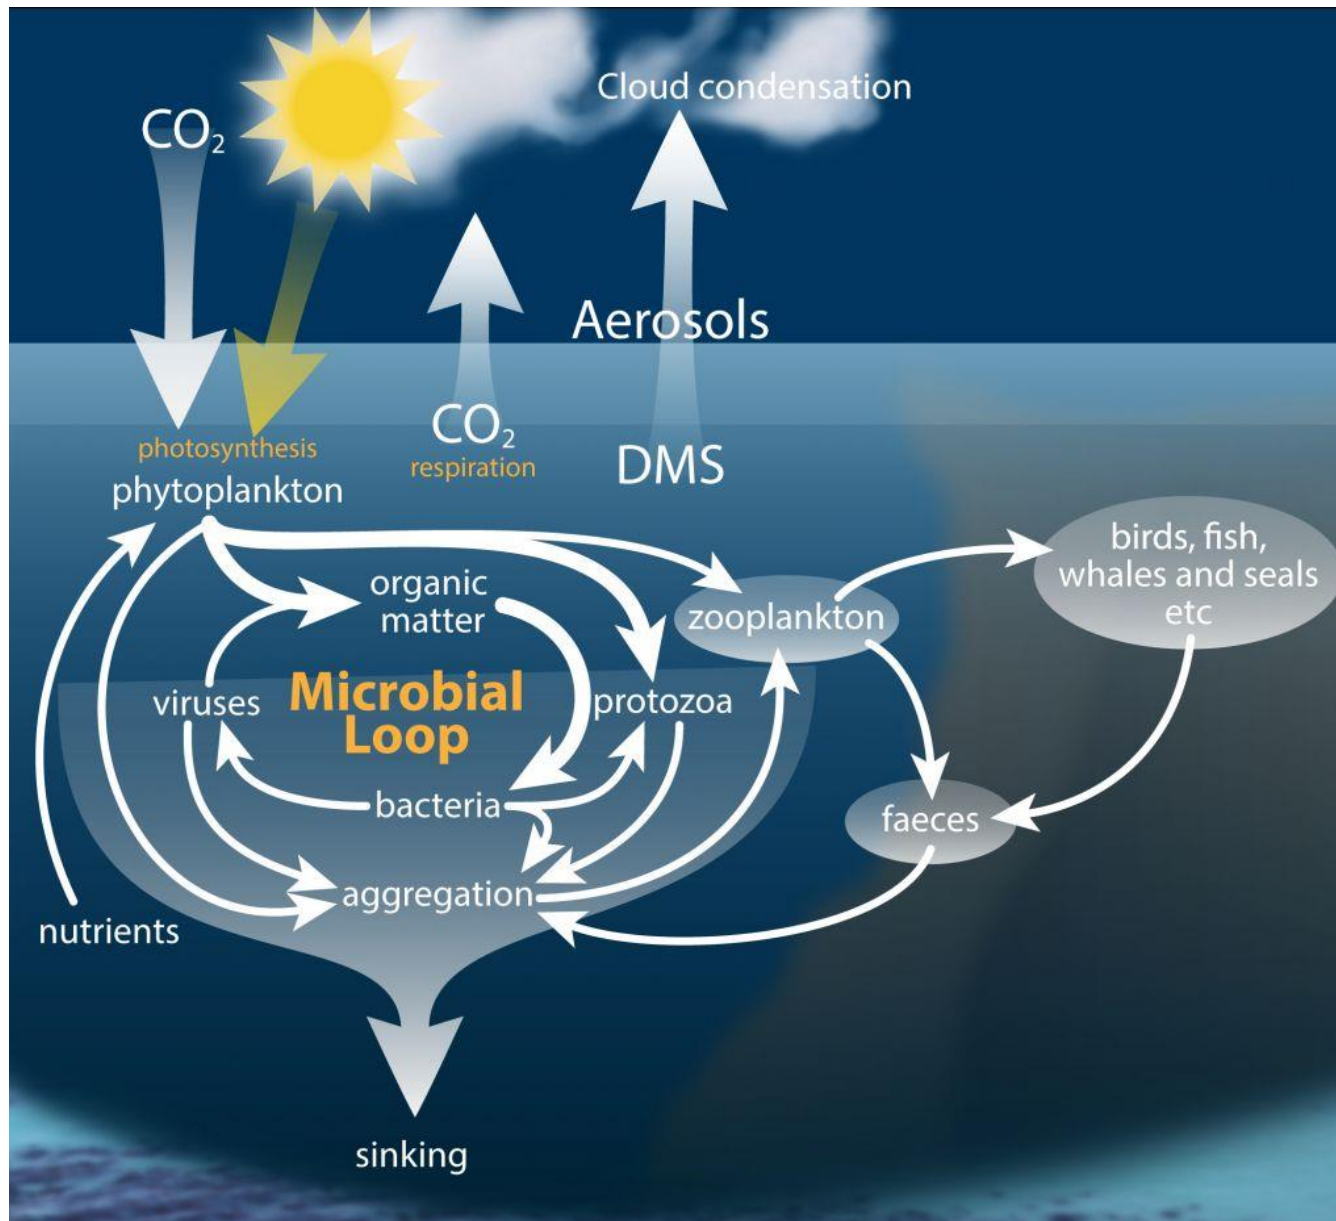 Cloud condensation
CO₂
Aerosols
CO₂
respiration
DMS
photosynthesis
phytoplankton
birds, fish,
whales and seals
etc
organic
matter
zooplankton
Microbial
Loop
viruses
protozoa
bacteria
faeces
aggregation
nutrients
sinking